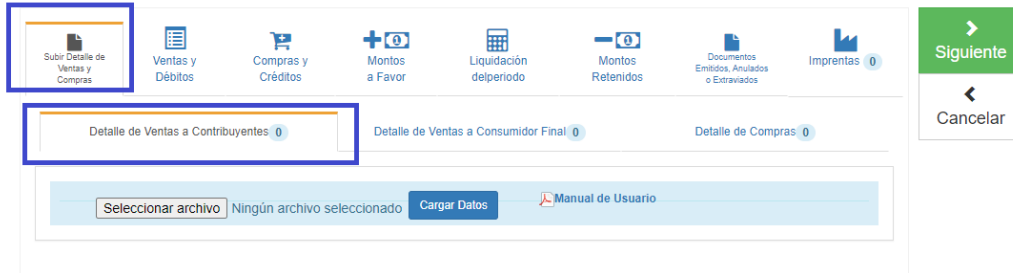 Subir Detalle de
Ventas y
Compras
Ventas y
Débitos
Compras y
Créditos
Montos
a Favor
Liquidación
delperiodo
Montos
Retenidos
Documentos
Emitidos, Anulados
o Extraviados
Imprentas 0
Siguiente
Cancelar
Detalle de Ventas a Contribuyentes 0
Detalle de Ventas a Consumidor Final 0
Detalle de Compras 0
Seleccionar archivo Ningún archivo seleccionado Cargar Datos Manual de Usuario